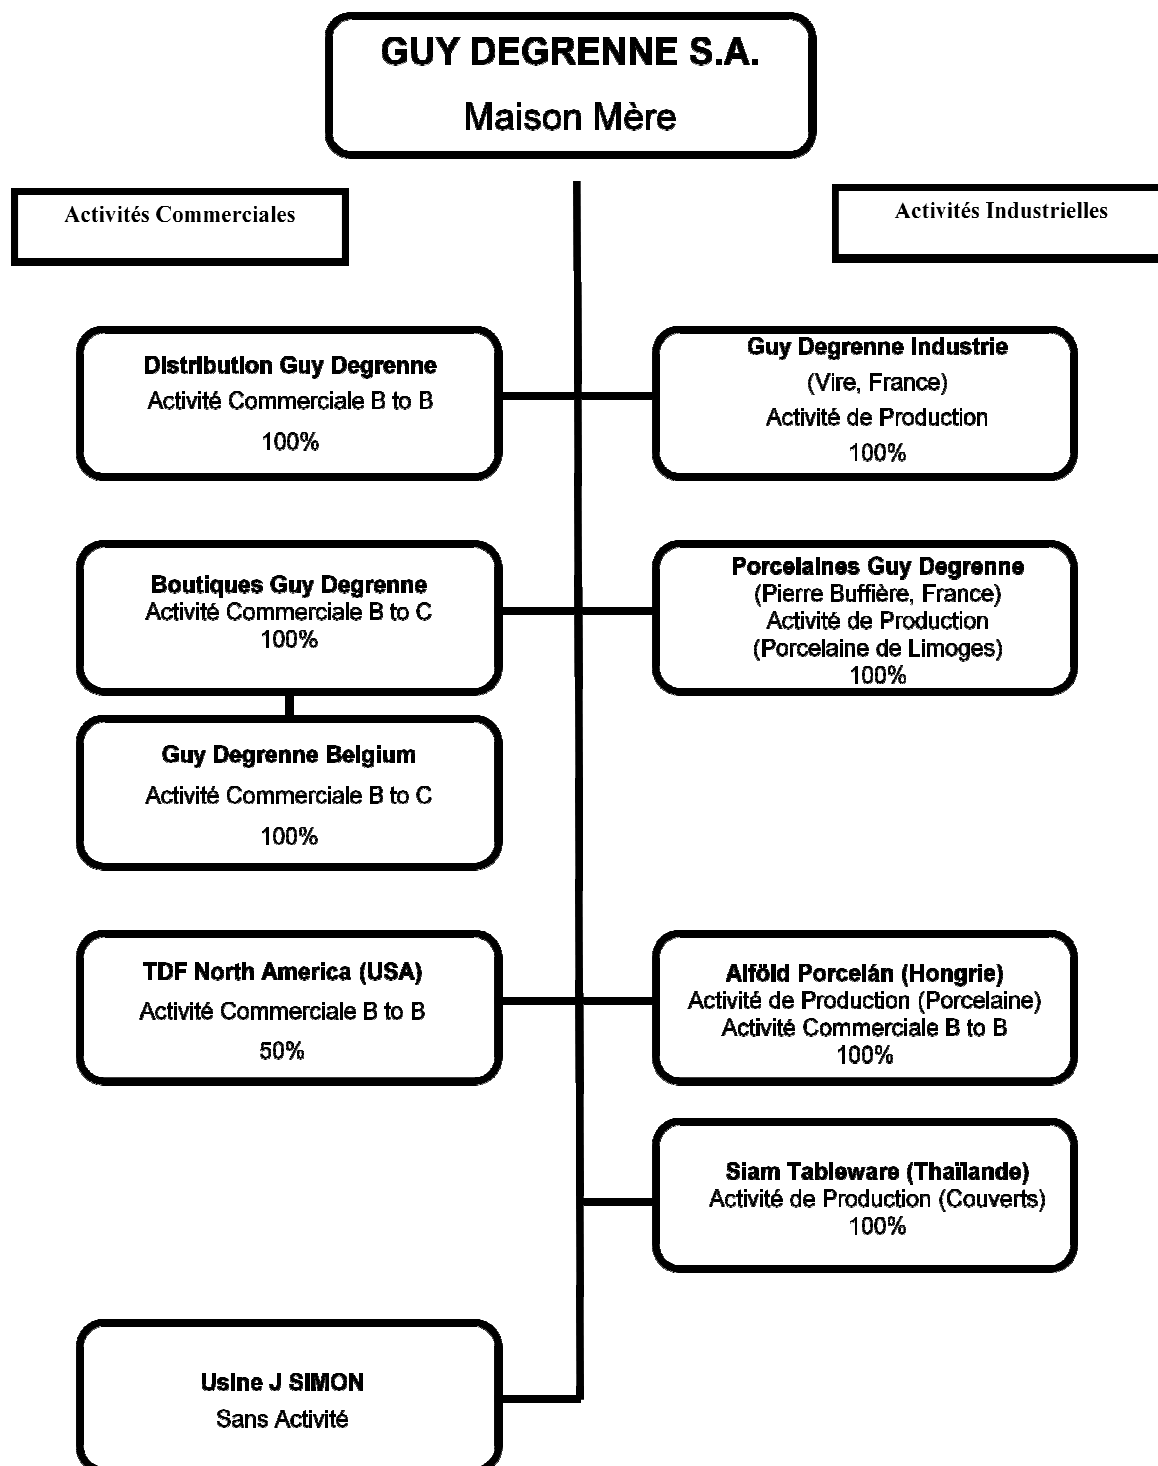 GUY DEGRENNE S.A.
Maison Mère
Activités Commerciales
Activités Industrielles
Distribution Guy Degrenne
Activité Commerciale B to B
100%
Guy Degrenne Industrie
(Vire, France)
Activité de Production
100%
Boutiques Guy Degrenne
Activité Commerciale B to C
100%
Porcelaines Guy Degrenne
(Pierre Buffière, France)
Activité de Production
(Porcelaine de Limoges)
100%
Guy Degrenne Belgium
Activité Commerciale B to C
100%
TDF North America (USA)
Activité Commerciale B to B
50%
Alföld Porcelán (Hongrie)
Activité de Production (Porcelaine)
Activité Commerciale B to B
100%
Siam Tableware (Thaïlande)
Activité de Production (Couverts)
100%
Usine J SIMON
Sans Activité